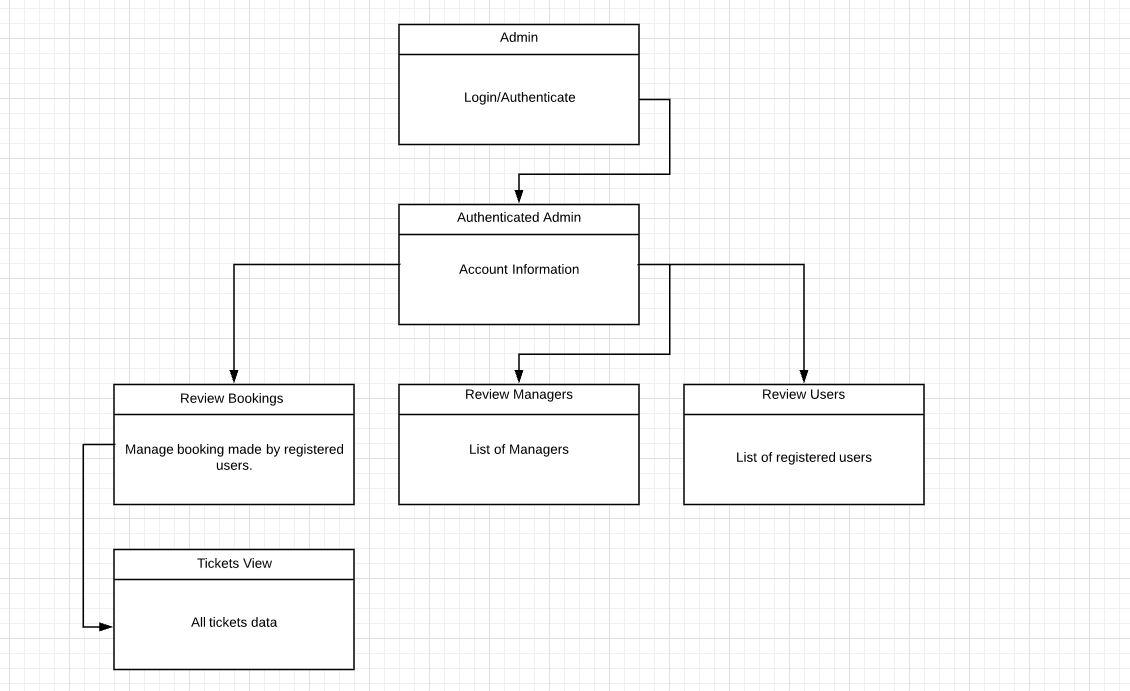 Admin
Login/Authenticate
Authenticated Admin
Account Information
Review Bookings
Manage booking made by registered
users.
Review Managers
List of Managers
Review Users
List of registered users
Tickets View
All tickets data